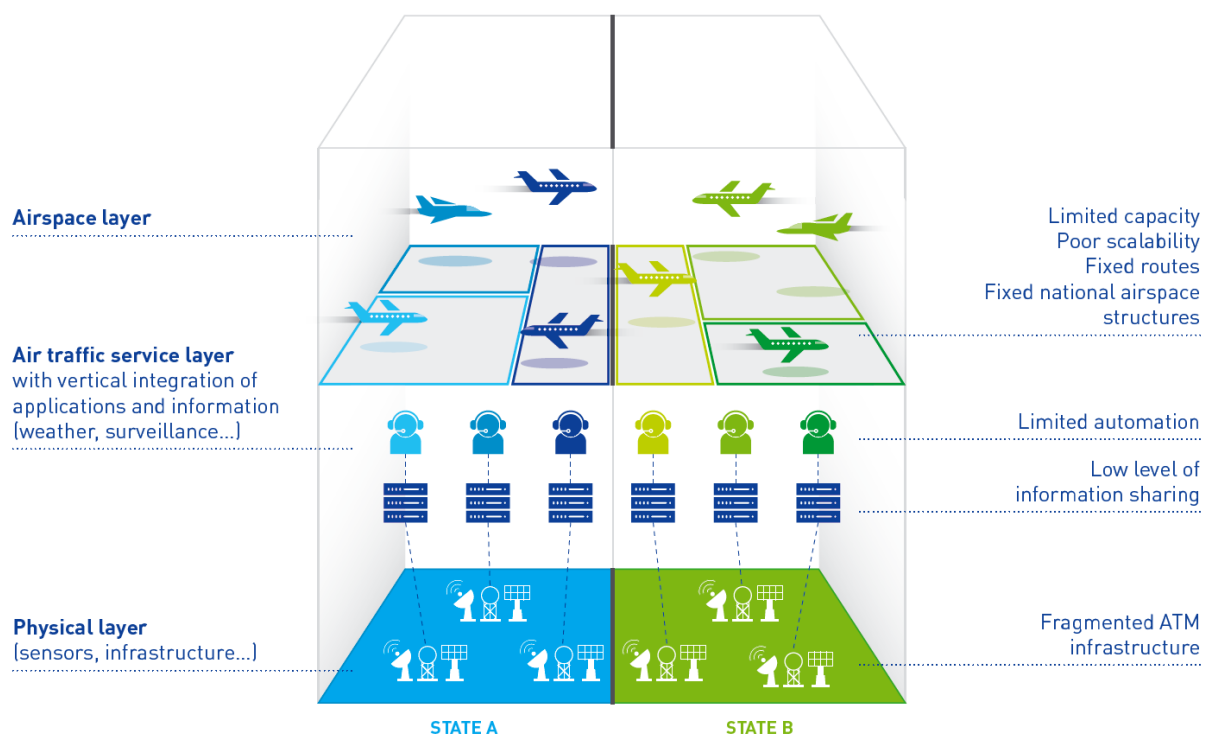 Airspace layer
Limited capacity
Poor scalability
Fixed routes
Fixed national airspace
structures
Air traffic service layer
with vertical integration of
applications and information
(weather, surveillance...)
Limited automation
Low level of
information sharing
Physical layer
(sensors, infrastructure...)
Fragmented ATM
infrastructure
STATE A
STATE B